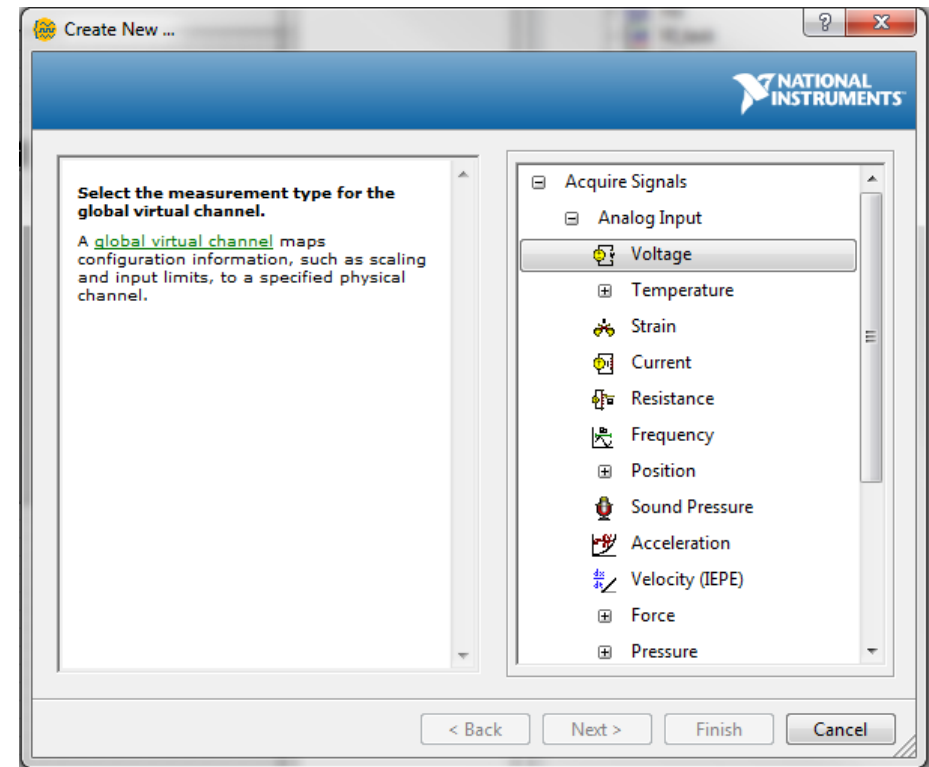 Create New ...
NATIONAL
INSTRUMENTS
Select the measurement type for the
global virtual channel.
A global virtual channel maps
configuration information, such as scaling
and input limits, to a specified physical
channel.
Acquire Signals
Analog Input
Voltage
Temperature
Strain
Current
Resistance
Frequency
Position
Sound Pressure
Acceleration
Velocity (IEPE)
Force
Pressure
< Back
Next >
Finish
Cancel